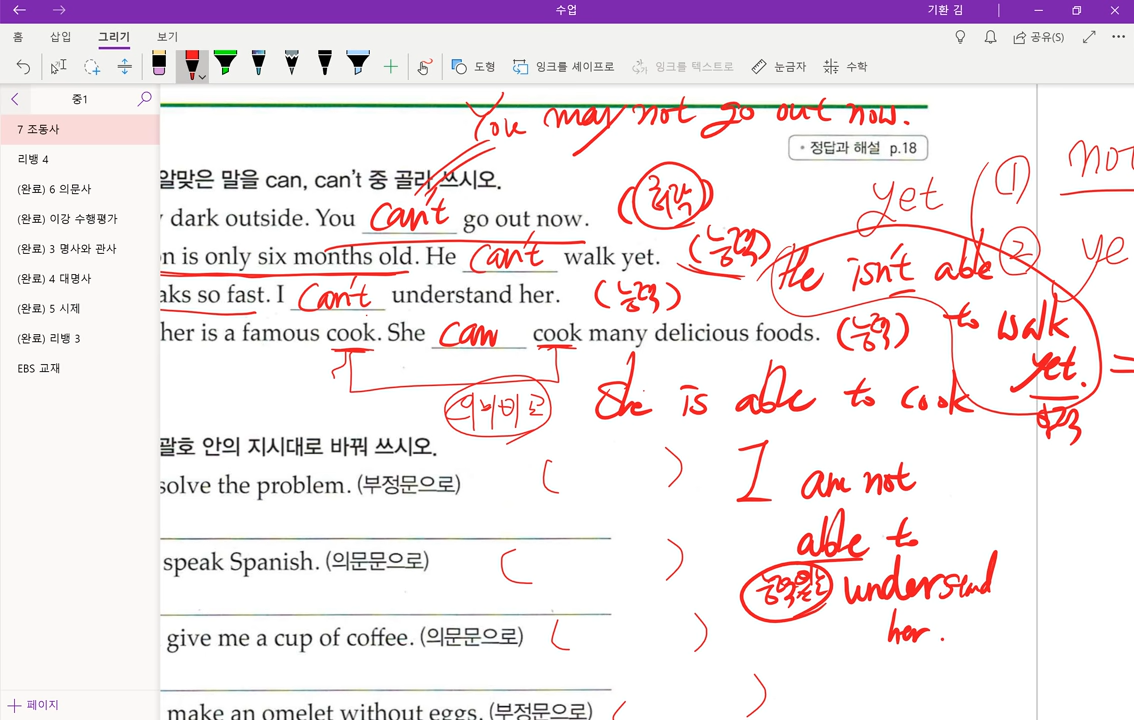 수업
기환 김
홈 삽입 그리기 보기
공유(S)
도형 잉크를 셰이프로 잉크를 텍스트로 눈금자 수학
중1
7 조동사
리뱅 4
(완료) 6 의문사
(완료) 이강 수행평가
(완료) 3 명사와 관사
(완료) 4 대명사
(완료) 5 시제
(완료) 리뱅 3
EBS 교재
페이지
You may not go out now.
• 정답과 해설 p.18
알맞은 말을 can, can't 중 골라 쓰시오.
dark outside. You can't go out now. (허락)
n is only six months old. He can't walk yet. (능력)
aks so fast. I can't understand her. (능력)
her is a famous cook. She can cook many delicious foods. (능력)
yet
① not
② ye
He isn't able
to walk
yet. =
She is able to cook
괄호 안의 지시대로 바꿔 쓰시오.
solve the problem. (부정문으로) ( )
speak Spanish. (의문문으로) ( )
give me a cup of coffee. (의문문으로) ( )
make an omelet without eggs. (부정문으로) ( )
I am not
able to
understand
her.